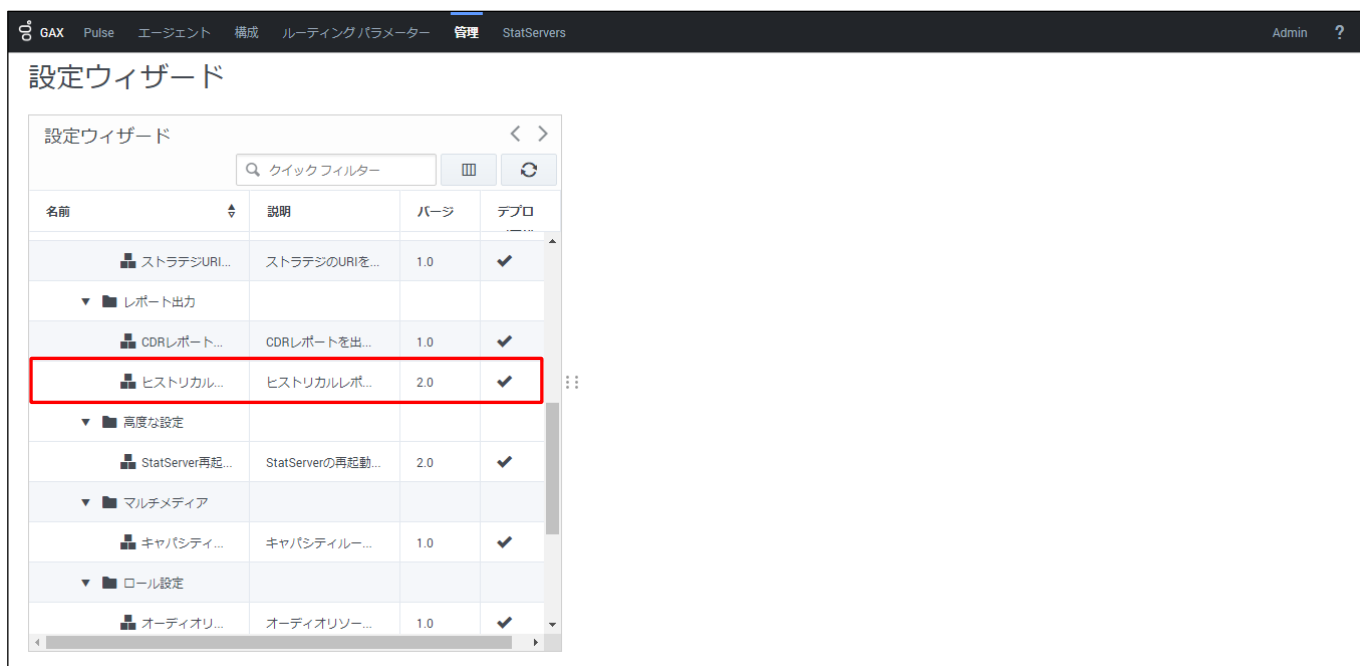 GAX Pulse エージェント 構成 ルーティング パラメーター 管理 StatServers Admin ?
設定ウィザード
設定ウィザード
クイック フィルター
名前 説明 バージ デプロ
ストラテジURI... ストラテジのURIを... 1.0
レポート出力
CDRレポート... CDRレポートを出... 1.0
ヒストリカル... ヒストリカルレポ... 2.0
高度な設定
StatServer再起... StatServerの再起動... 2.0
マルチメディア
キャパシティ... キャパシティルー... 1.0
ロール設定
オーディオリ... オーディオリソー... 1.0